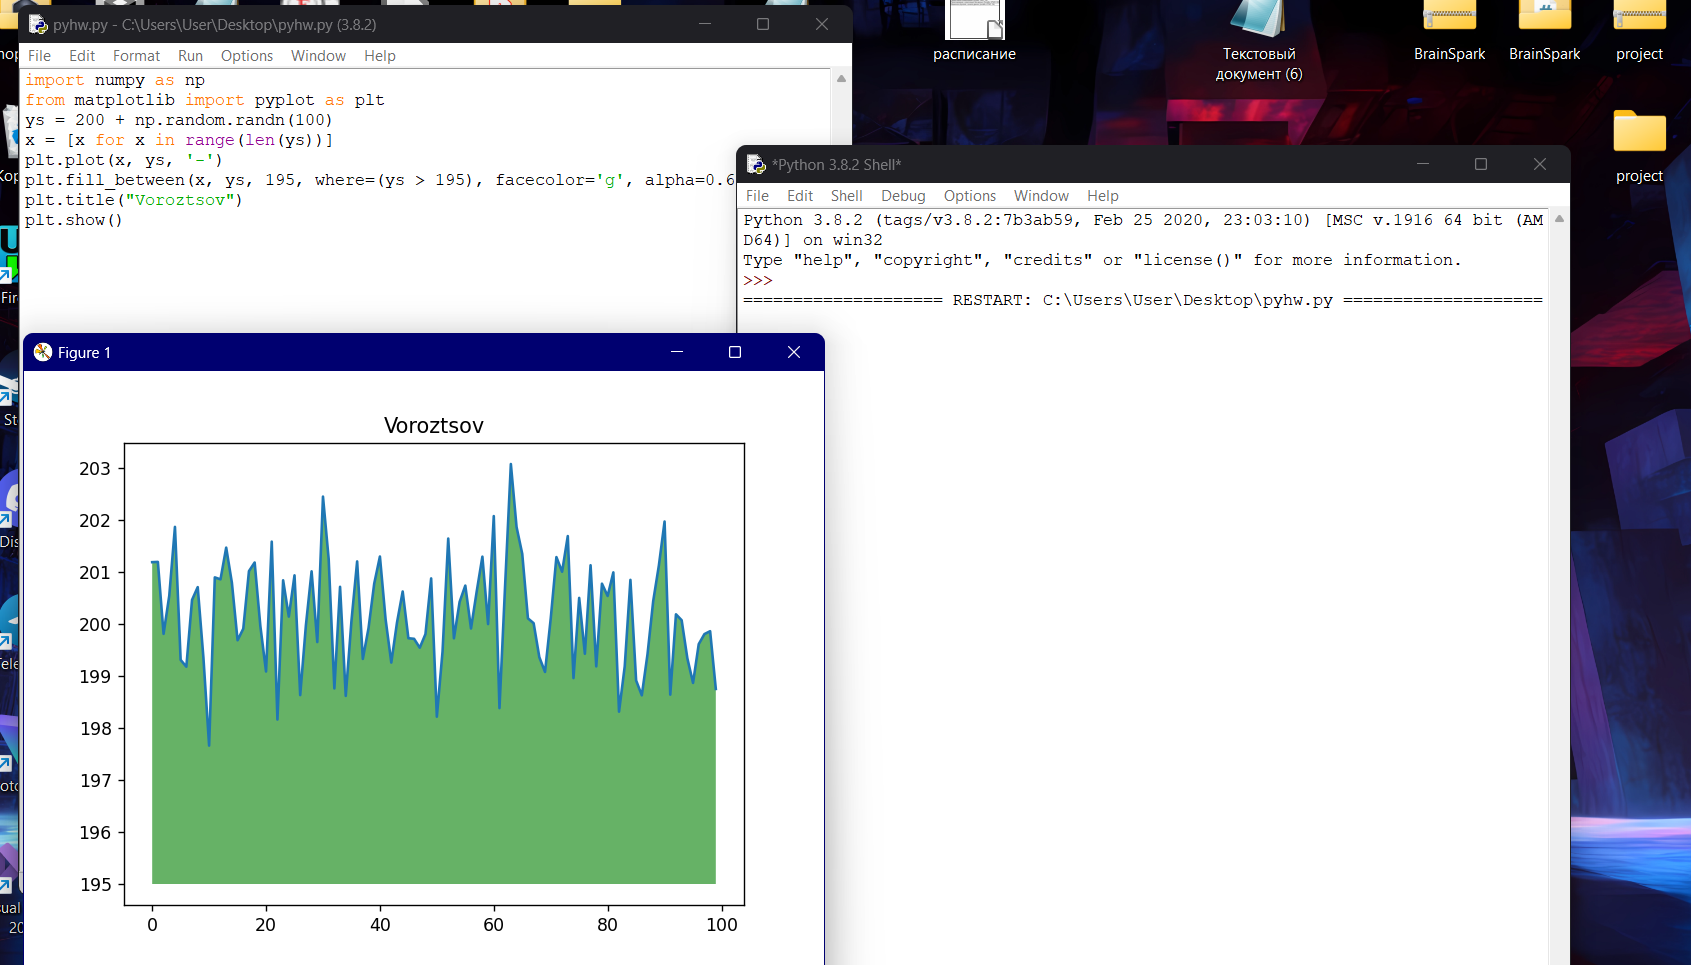 pyhw.py - C:\Users\User\Desktop\pyhw.py (3.8.2)
File Edit Format Run Options Window Help
import numpy as np
from matplotlib import pyplot as plt
ys = 200 + np.random.randn(100)
x = [x for x in range(len(ys))]
plt.plot(x, ys, '-')
plt.fill_between(x, ys, 195, where=(ys > 195), facecolor='g', alpha=0.6
plt.title("Voroztsov")
plt.show()
*Python 3.8.2 Shell*
File Edit Shell Debug Options Window Help
Python 3.8.2 (tags/v3.8.2:7b3ab59, Feb 25 2020, 23:03:10) [MSC v.1916 64 bit (AM
D64)] on win32
Type "help", "copyright", "credits" or "license()" for more information.
>>>
==================== RESTART: C:\Users\User\Desktop\pyhw.py ====================
Figure 1
Voroztsov
203
202
201
200
199
198
197
196
195
0 20 40 60 80 100
расписание
Текстовый
документ (6)
BrainSpark
BrainSpark
project
project